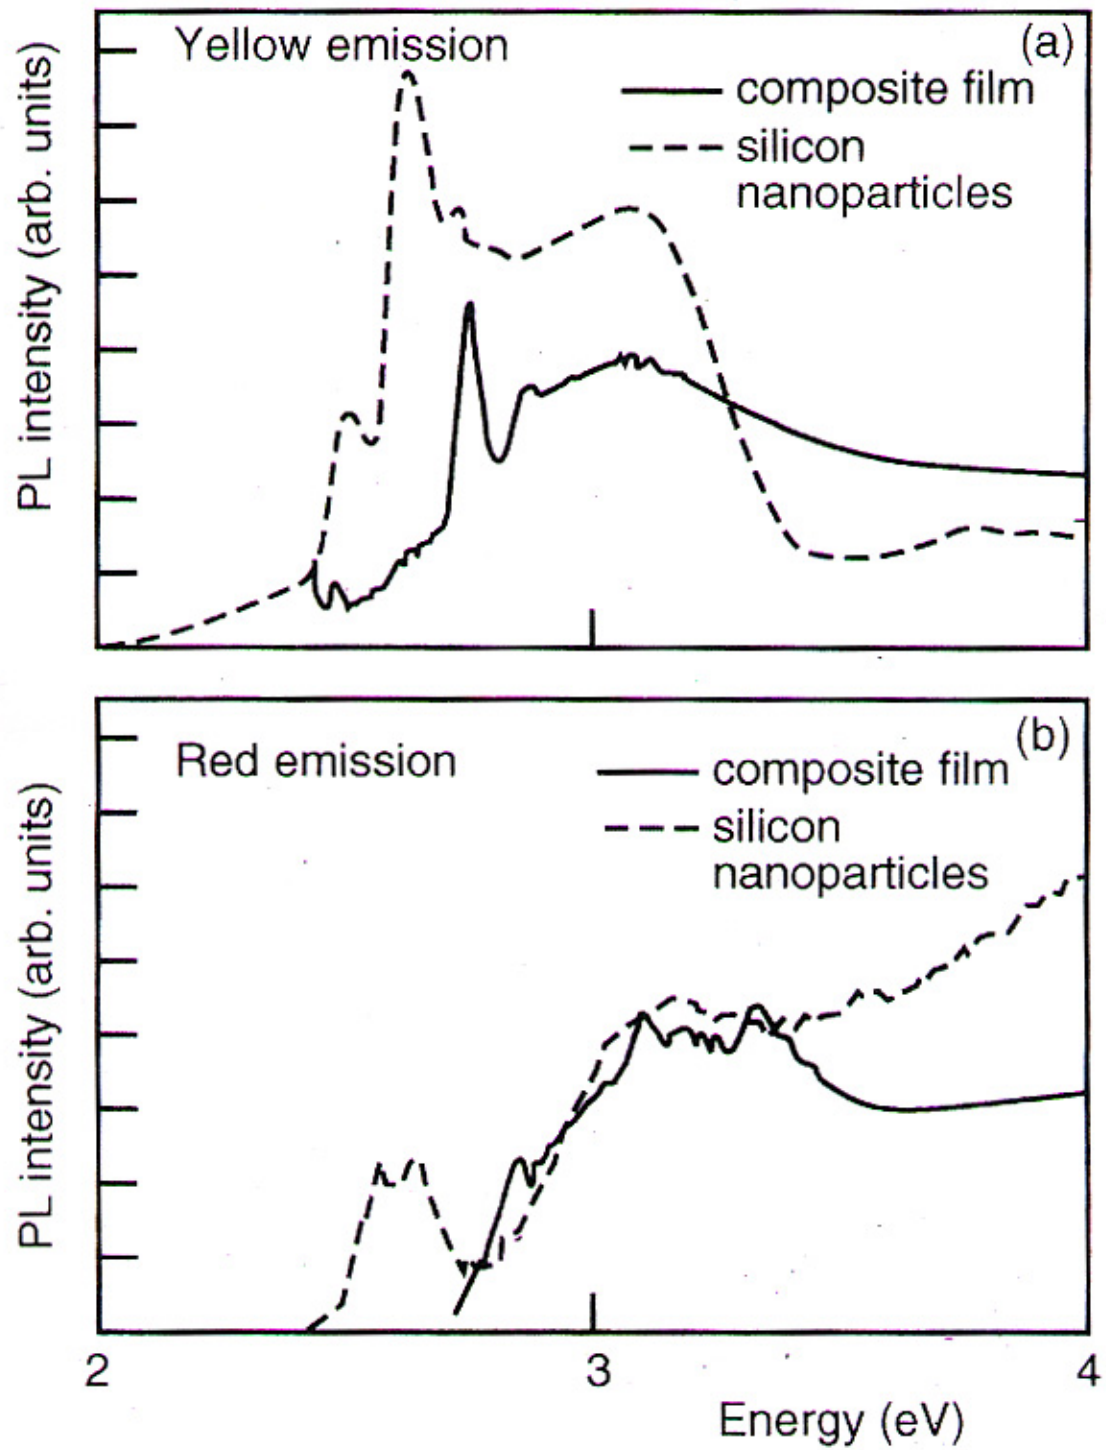 Yellow emission
(a)
composite film
silicon
nanoparticles
PL intensity (arb. units)
Red emission
(b)
composite film
silicon
nanoparticles
PL intensity (arb. units)
2
3
4
Energy (eV)